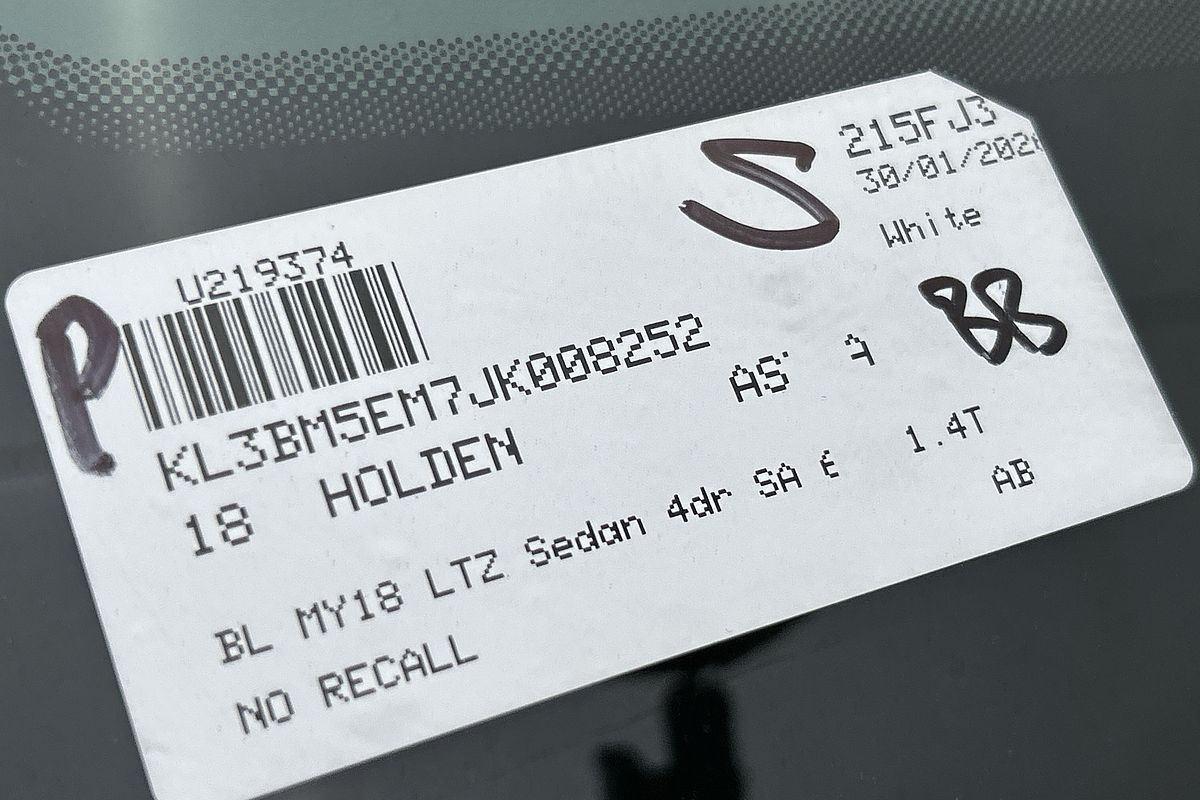 U219374
S
215FJ3
30/01/202
White
P
BB
KL3BM5EM7JK008252
18 HOLDEN
AS
BL MY18 LTZ Sedan 4dr SA 1.4T
AB
NO RECALL